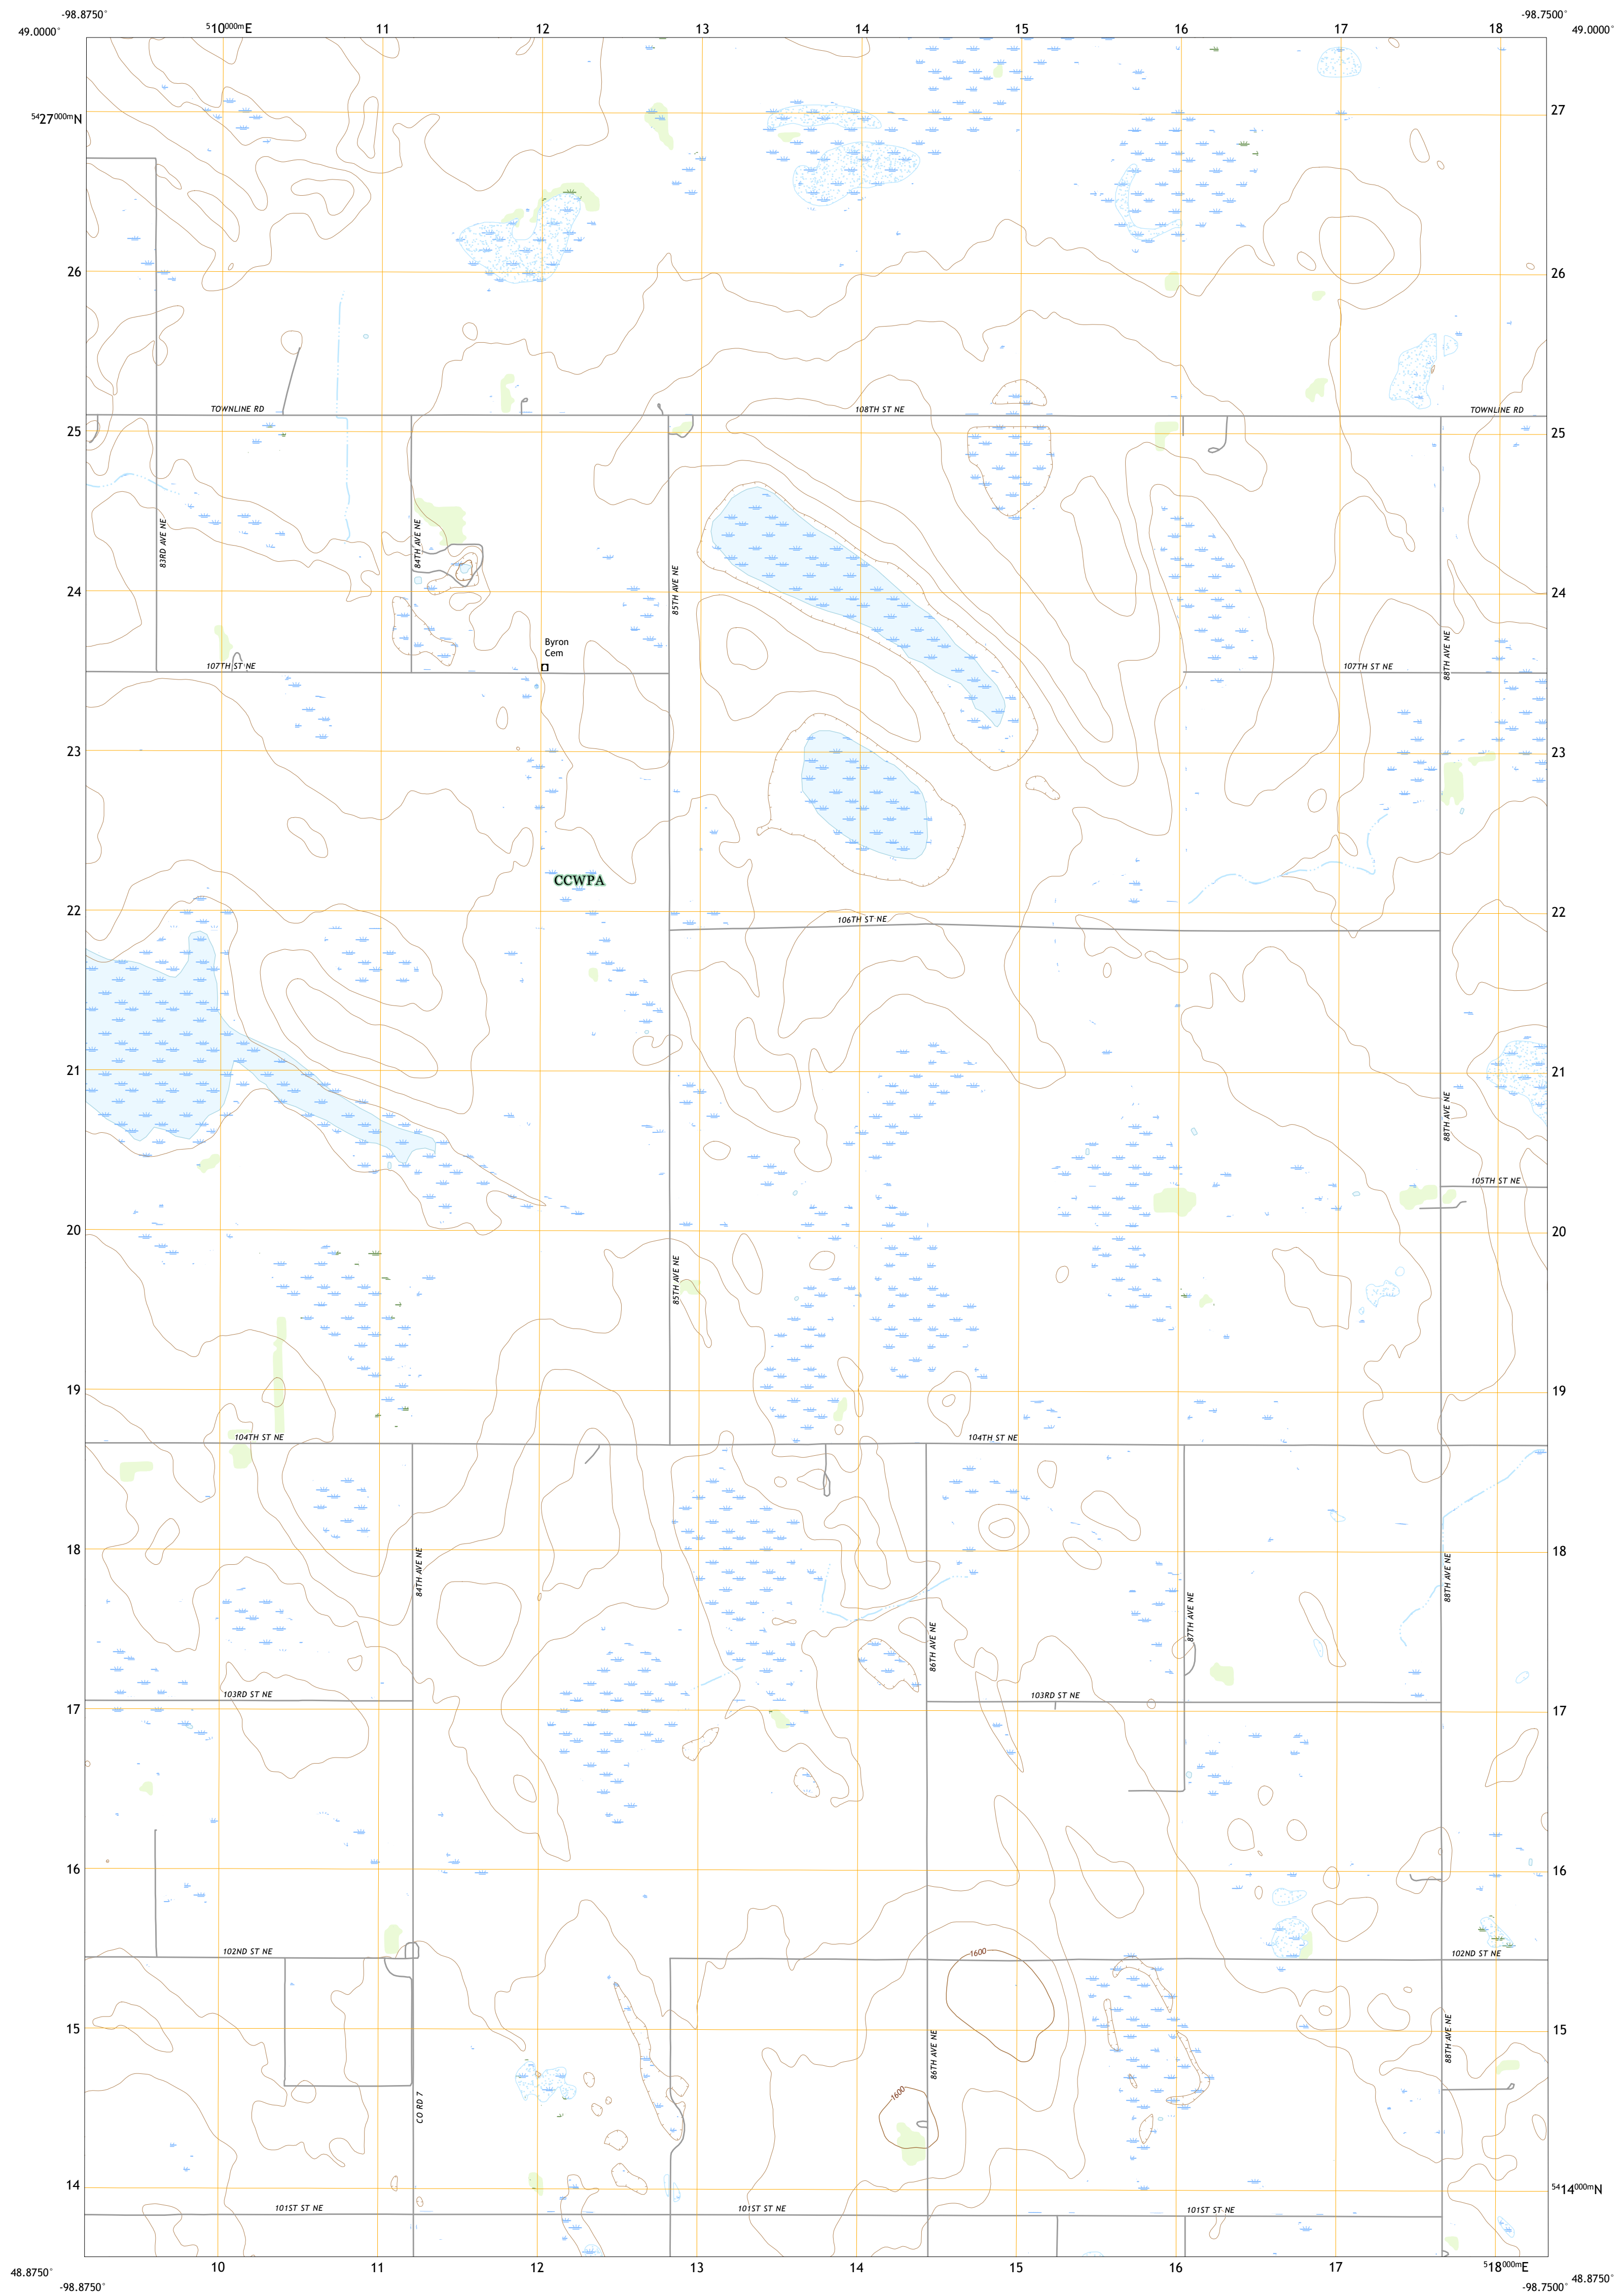 -98.8750°
-98.7500°
49.0000°
⁵10⁰⁰⁰ᵐE
11
12
13
14
15
16
17
18
49.0000°
⁵⁴27⁰⁰⁰ᵐN
27
26
26
TOWNLINE RD
108TH ST NE
TOWNLINE RD
25
25
83RD AVE NE
84TH AVE NE
85TH AVE NE
24
24
Byron
Cem
88TH AVE NE
107TH ST NE
107TH ST NE
23
23
CCWPA
22
106TH ST NE
22
21
21
88TH AVE NE
105TH ST NE
20
20
85TH AVE NE
19
19
104TH ST NE
104TH ST NE
18
18
84TH AVE NE
88TH AVE NE
87TH AVE NE
86TH AVE NE
103RD ST NE
103RD ST NE
17
17
16
16
102ND ST NE
1600
102ND ST NE
15
15
86TH AVE NE
88TH AVE NE
CO RD 7
1600
14
⁵⁴14⁰⁰⁰ᵐN
101ST ST NE
101ST ST NE
101ST ST NE
48.8750°
10
11
12
13
14
15
16
17
⁵18⁰⁰⁰ᵐE
48.8750°
-98.8750°
-98.7500°